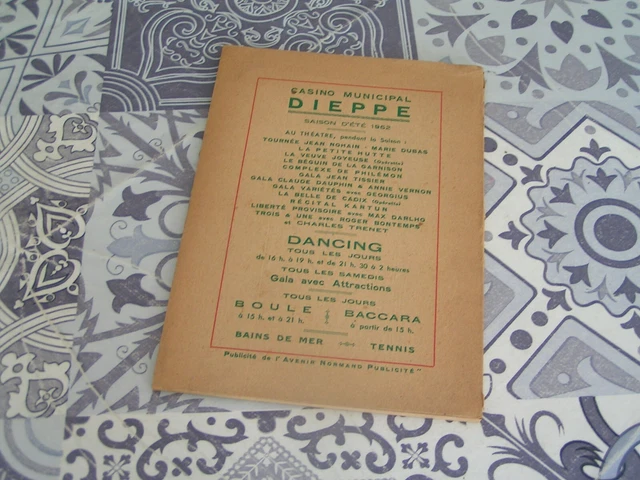 CASINO MUNICIPAL
DIEPPE
SAISON D'ÉTÉ 1952
AU THÉATRE, pendant la Saison :
TOURNÉE JEAN NOHAIN - MARIE DUBAS
LA PETITE HUTTE
LA VEUVE JOYEUSE (Opérette)
LE BÉGUIN DE LA GARNISON
COMPLEXE DE PHILÉMON
GALA JEAN TISSIER
GALA CLAUDE DAUPHIN & ANNIE VERNON
GALA VARIÉTÉS avec GEORGIUS
LA BELLE DE CADIX (Opérette)
RÉCITAL KARTUN
LIBERTÉ PROVISOIRE avec MAX DARLHO
TROIS & UNE avec ROGER BONTEMPS
et CHARLES TRENET
DANCING
TOUS LES JOURS
de 16 h. à 19 h. et de 21 h. 30 à 2 heures
TOUS LES SAMEDIS
Gala avec Attractions
TOUS LES JOURS
BOULE BACCARA
à 15 h. et à 21 h. à partir de 15 h.
BAINS DE MER TENNIS
Publicité de l'"AVENIR NORMAND PUBLICITÉ"